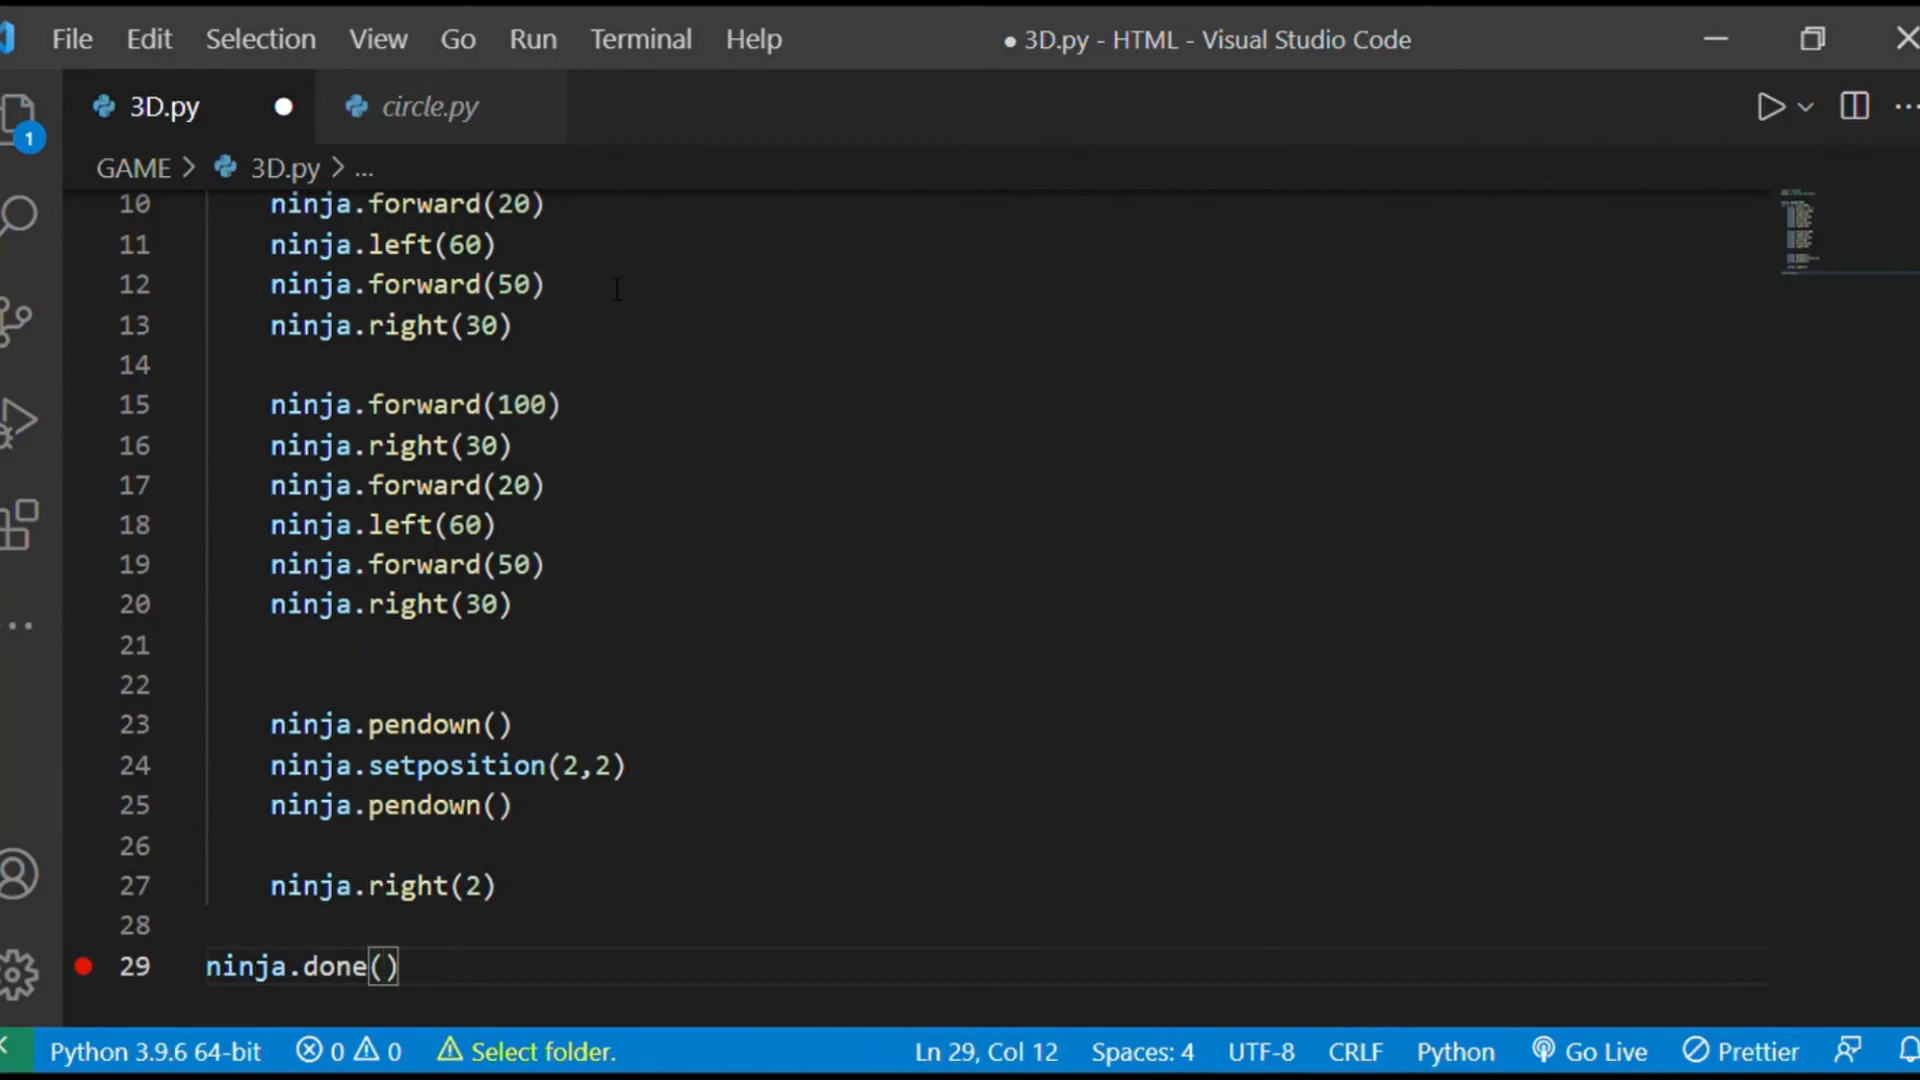 File Edit Selection View Go Run Terminal Help ● 3D.py - HTML - Visual Studio Code
3D.py circle.py
1
GAME > 3D.py > ...
10 ninja.forward(20)
11 ninja.left(60)
12 ninja.forward(50)
13 ninja.right(30)
14
15 ninja.forward(100)
16 ninja.right(30)
17 ninja.forward(20)
18 ninja.left(60)
19 ninja.forward(50)
20 ninja.right(30)
21
22
23 ninja.pendown()
24 ninja.setposition(2,2)
25 ninja.pendown()
26
27 ninja.right(2)
28
29 ninja.done()
Python 3.9.6 64-bit 0 0 Select folder. Ln 29, Col 12 Spaces: 4 UTF-8 CRLF Python Go Live Prettier